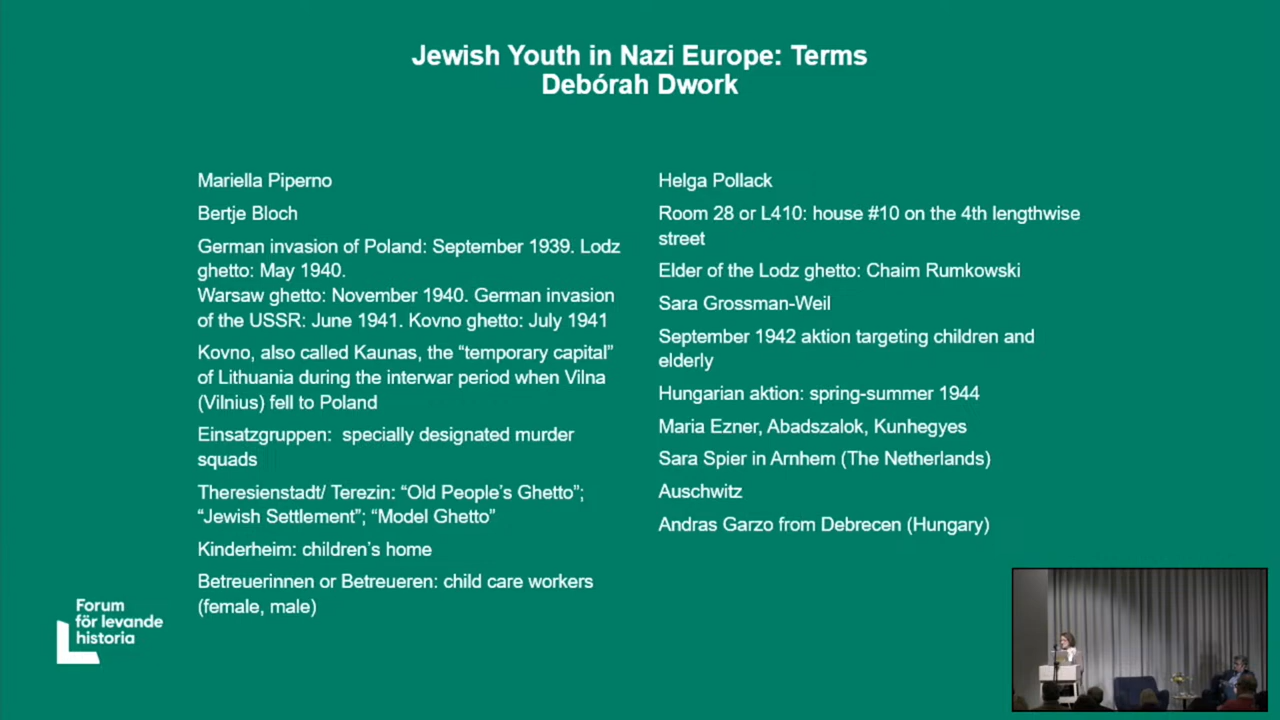 Jewish Youth in Nazi Europe: Terms
Debórah Dwork
Mariella Piperno
Bertje Bloch
German invasion of Poland: September 1939. Lodz
ghetto: May 1940.
Warsaw ghetto: November 1940. German invasion
of the USSR: June 1941. Kovno ghetto: July 1941
Kovno, also called Kaunas, the “temporary capital”
of Lithuania during the interwar period when Vilna
(Vilnius) fell to Poland
Einsatzgruppen:  specially designated murder
squads
Theresienstadt/ Terezin: “Old People’s Ghetto”;
“Jewish Settlement”; “Model Ghetto”
Kinderheim: children’s home
Betreuerinnen or Betreueren: child care workers
(female, male)
Helga Pollack
Room 28 or L410: house #10 on the 4th lengthwise
street
Elder of the Lodz ghetto: Chaim Rumkowski
Sara Grossman-Weil
September 1942 aktion targeting children and
elderly
Hungarian aktion: spring-summer 1944
Maria Ezner, Abadszalok, Kunhegyes
Sara Spier in Arnhem (The Netherlands)
Auschwitz
Andras Garzo from Debrecen (Hungary)
Forum
för levande
historia